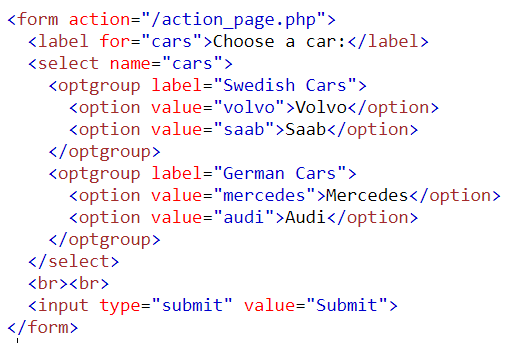 <form action="/action_page.php">
  <label for="cars">Choose a car:</label>
  <select name="cars">
    <optgroup label="Swedish Cars">
      <option value="volvo">Volvo</option>
      <option value="saab">Saab</option>
    </optgroup>
    <optgroup label="German Cars">
      <option value="mercedes">Mercedes</option>
      <option value="audi">Audi</option>
    </optgroup>
  </select>
  <br><br>
  <input type="submit" value="Submit">
</form>